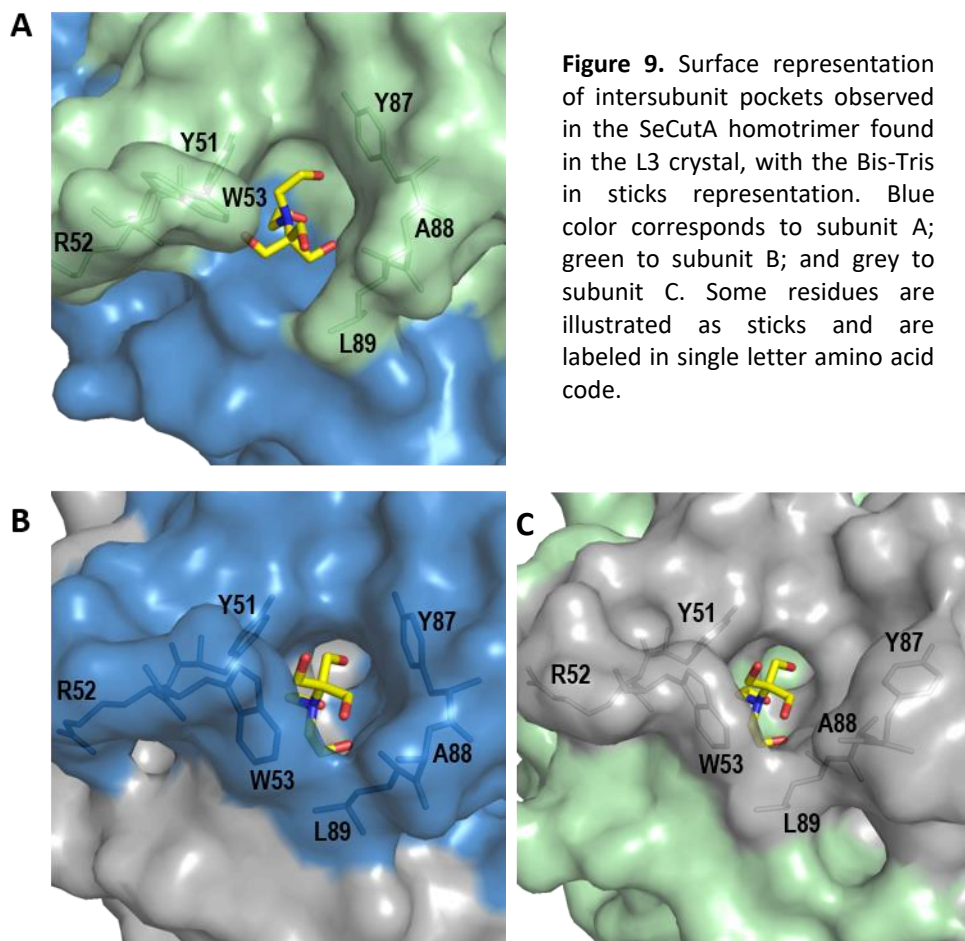 A
Y87
Y51
W53
A88
R52
L89
Figure 9. Surface representation
of intersubunit pockets observed
in the SeCutA homotrimer found
in the L3 crystal, with the Bis-Tris
in sticks representation. Blue
color corresponds to subunit A;
green to subunit B; and grey to
subunit C. Some residues are
illustrated as sticks and are
labeled in single letter amino acid
code.
B
Y51
Y87
R52
A88
W53
L89
C
Y51
Y87
R52
A88
W53
L89